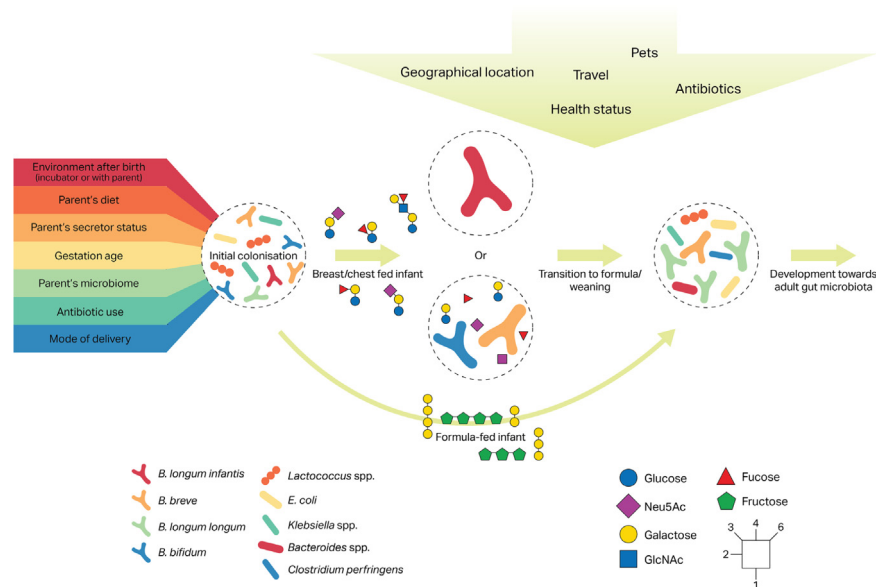 Pets
Geographical location
Travel
Antibiotics
Health status
Environment after birth
(incubator or with parent)
Parent's diet
Parent's secretor status
Gestation age
Parent's microbiome
Antibiotic use
Mode of delivery
Initial colonisation
Breast/chest fed infant
Or
Transition to formula/
weaning
Development towards
adult gut microbiota
Formula-fed infant
B. longum infantis
B. breve
B. longum longum
B. bifidum
Lactococcus spp.
E. coli
Klebsiella spp.
Bacteroides spp.
Clostridium perfringens
Glucose
Neu5Ac
Galactose
GlcNAc
Fucose
Fructose
3 4 6
2
1